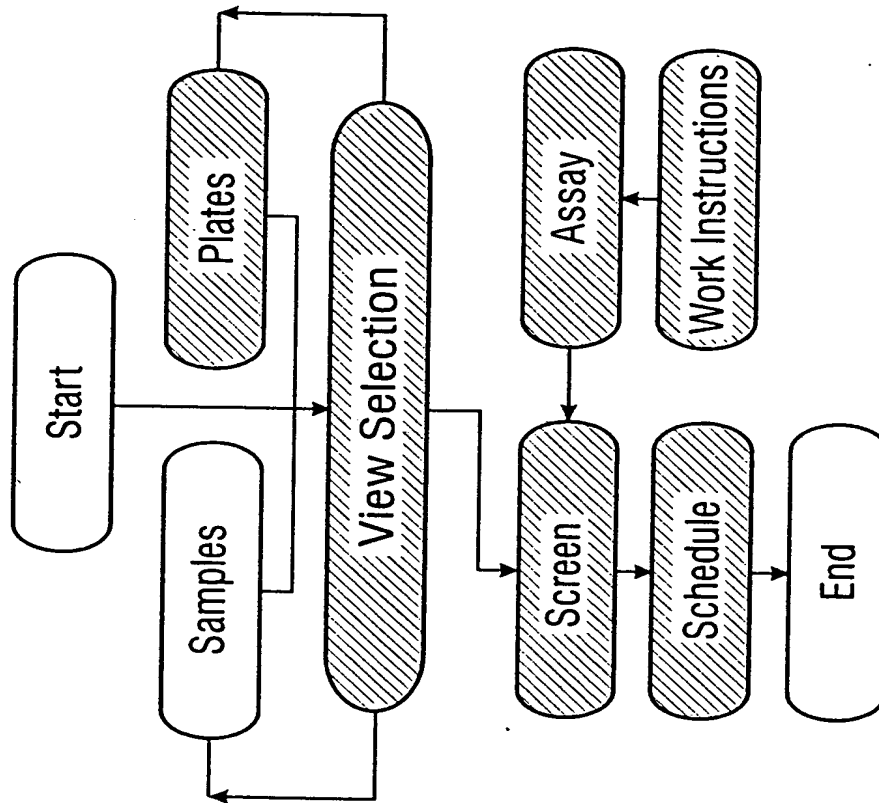 Start
Samples
Plates
View Selection
Screen
Assay
Schedule
Work Instructions
End